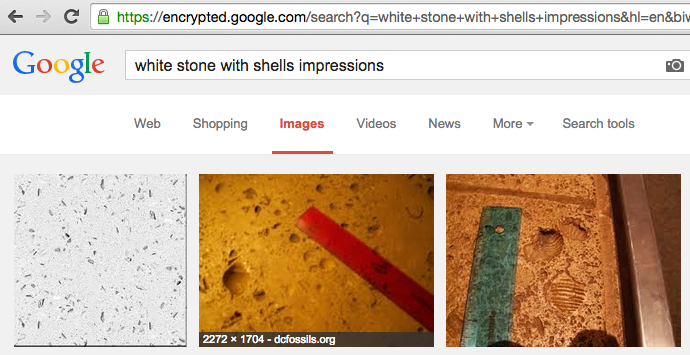 https://encrypted.google.com/search?q=white+stone+with+shells+impressions&hl=en&biw
Google white stone with shells impressions
Web Shopping Images Videos News More Search tools
2272 × 1704 - dcfossils.org